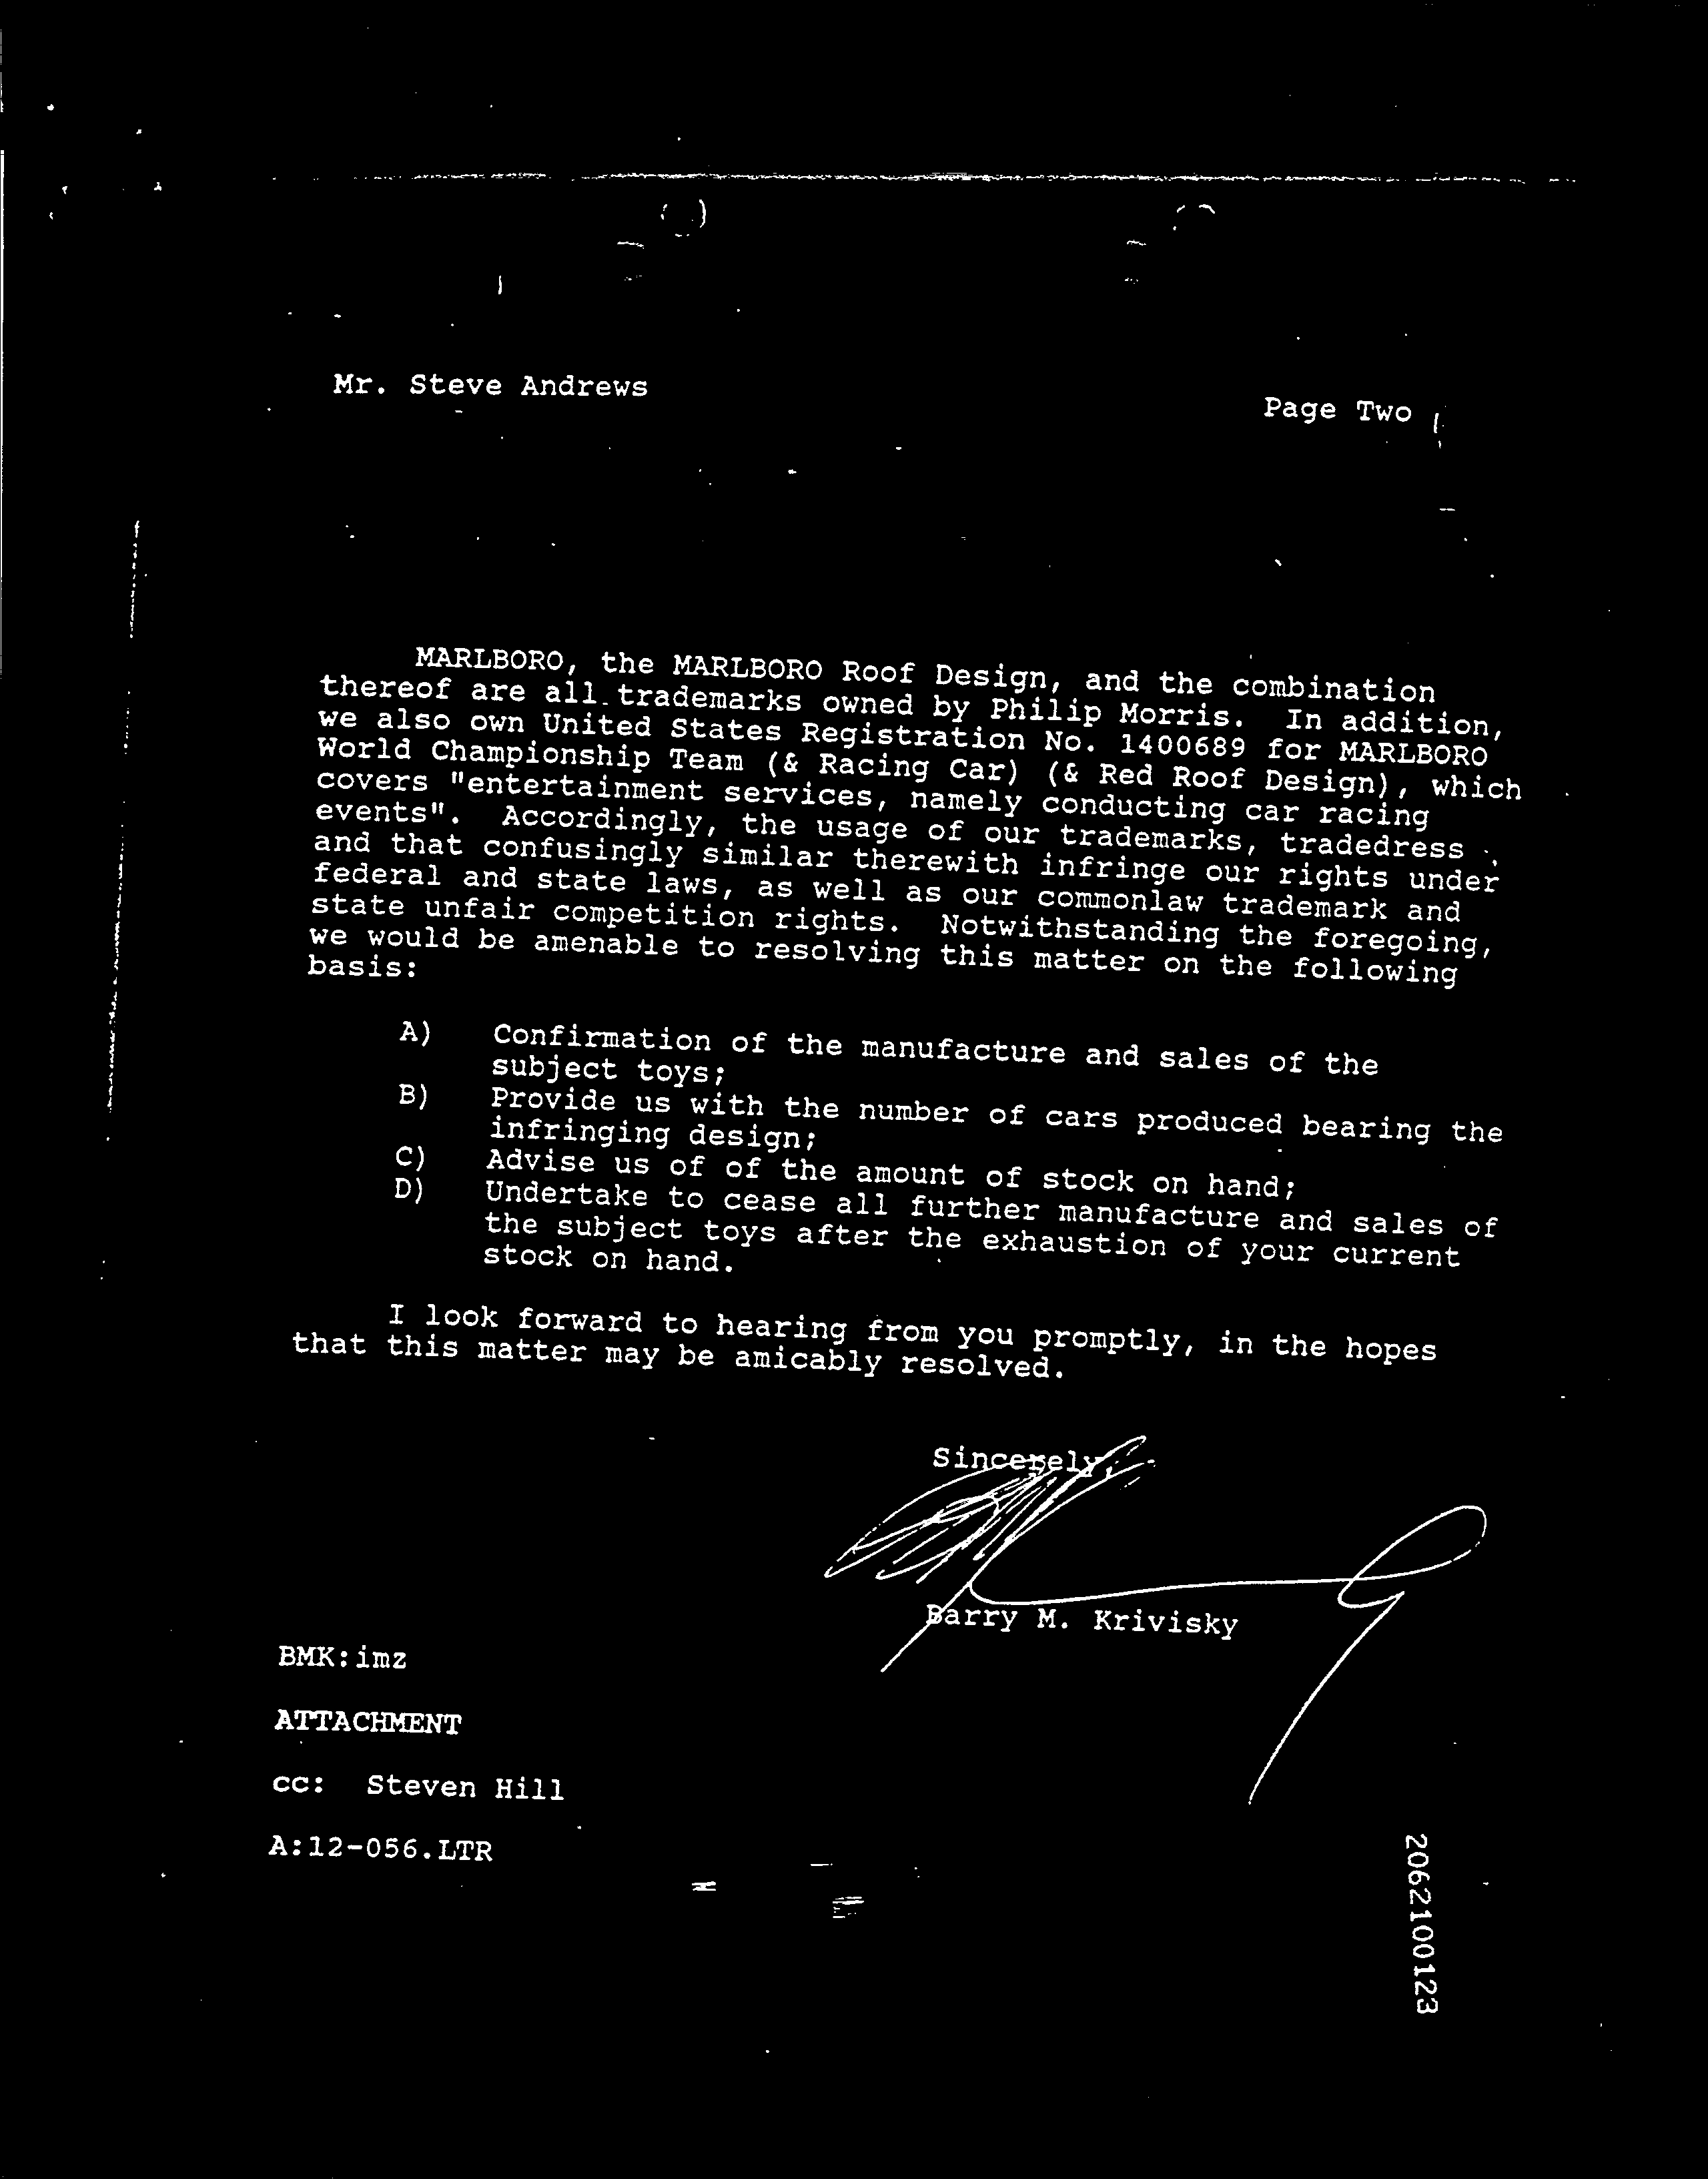 Mr. Steve Andrews
Page Two
MARLBORO, the MARLBORO Roof Design, and the combination
thereof are all trademarks owned by Philip Morris. In addition,
we also own United States Registration No. 1400689 for MARLBORO
World Championship Team (& Racing Car) (& Red Roof Design), which
covers "entertainment services, namely conducting car racing
events". Accordingly, the usage of our trademarks, tradedress
and that confusingly similar therewith infringe our rights under
federal and state laws, as well as our commonlaw trademark and
state unfair competition rights. Notwithstanding the foregoing,
we would be amenable to resolving this matter on the following
basis:
A) Confirmation of the manufacture and sales of the
subject toys;
B) Provide us with the number of cars produced bearing the
infringing design;
C) Advise us of of the amount of stock on hand;
D) Undertake to cease all further manufacture and sales of
the subject toys after the exhaustion of your current
stock on hand.
I look forward to hearing from you promptly, in the hopes
that this matter may be amicably resolved.
Sincerely,
Barry M. Krivisky
BMK:imz
ATTACHMENT
cc: Steven Hill
A:12-056.LTR
2062100123